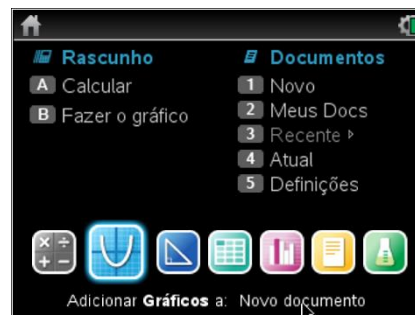 Rascunho
A Calcular
B Fazer o gráfico
Documentos
1 Novo
2 Meus Docs
3 Recente ▸
4 Atual
5 Definições
Adicionar Gráficos a: Novo documento